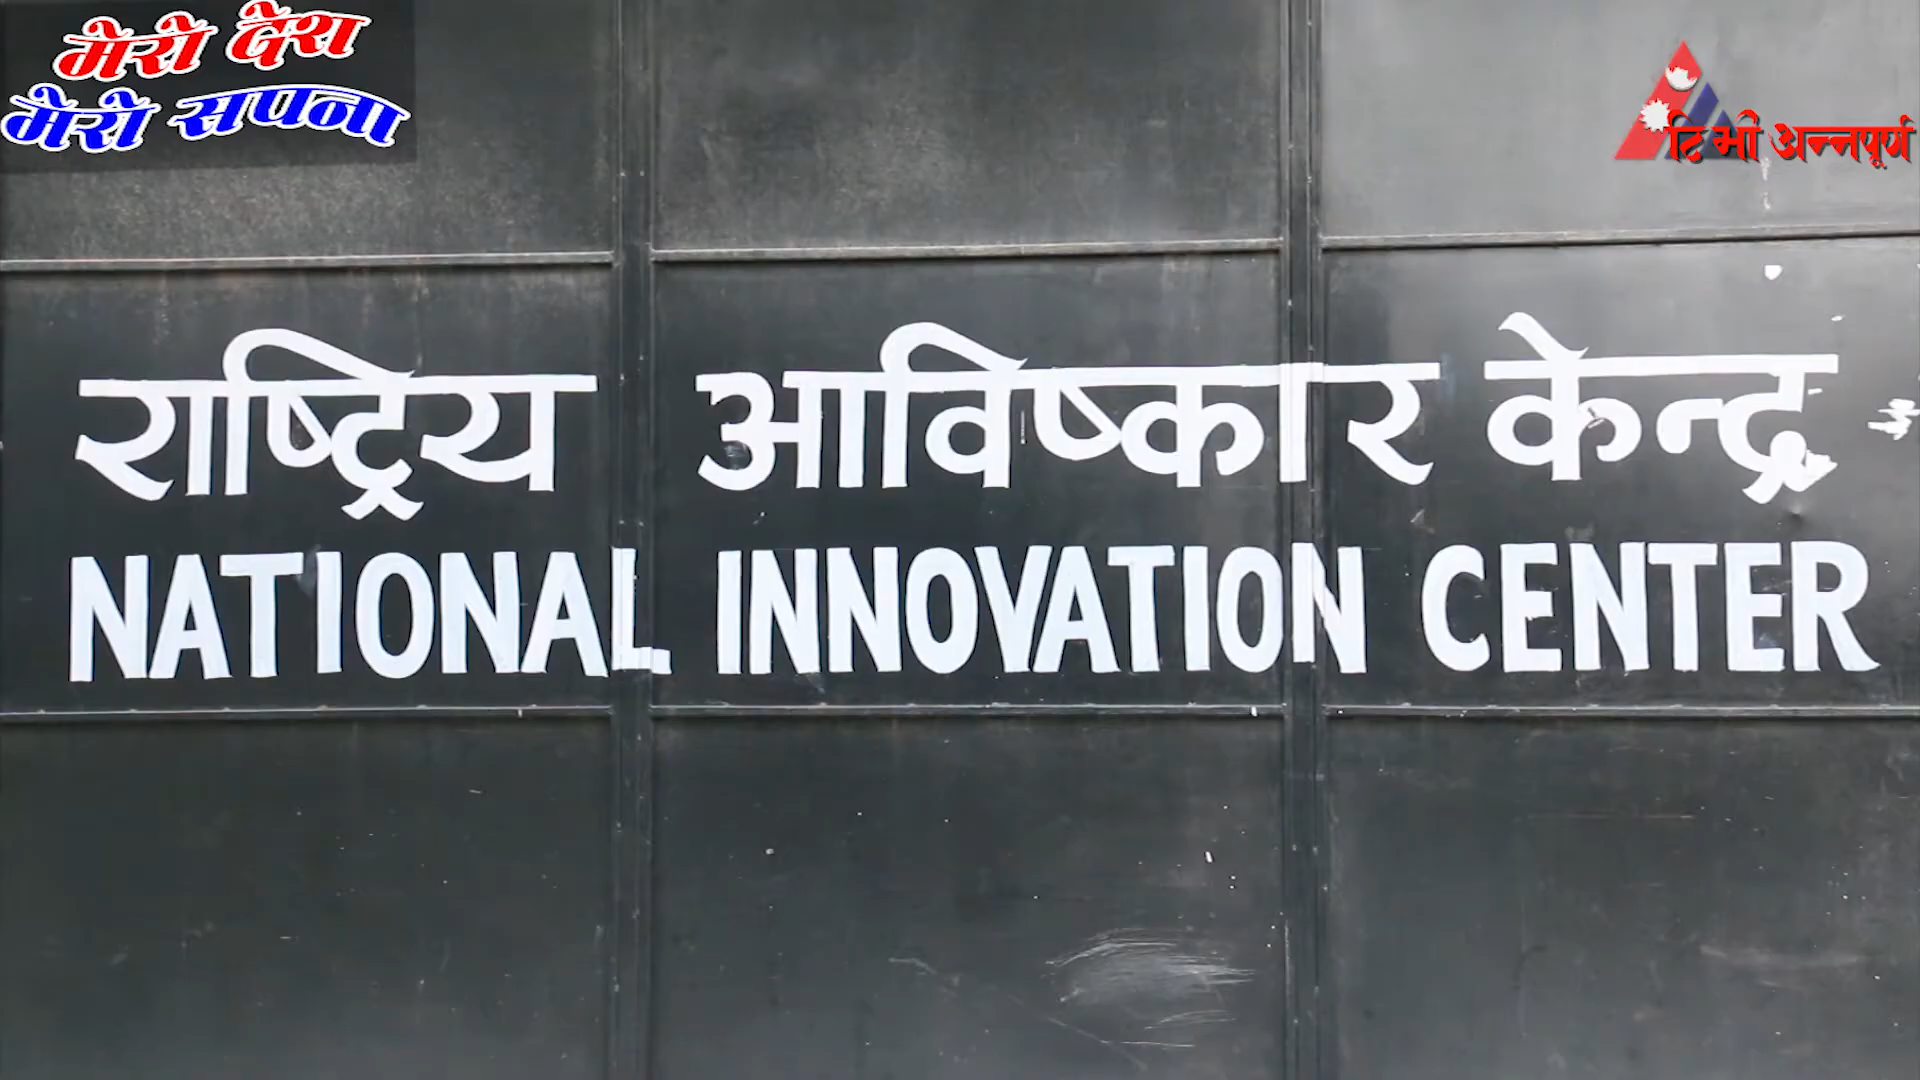 मेरो देश
मेरो सपना
टिभी अन्नपूर्ण
राष्ट्रिय आविष्कार केन्द्र
NATIONAL INNOVATION CENTER